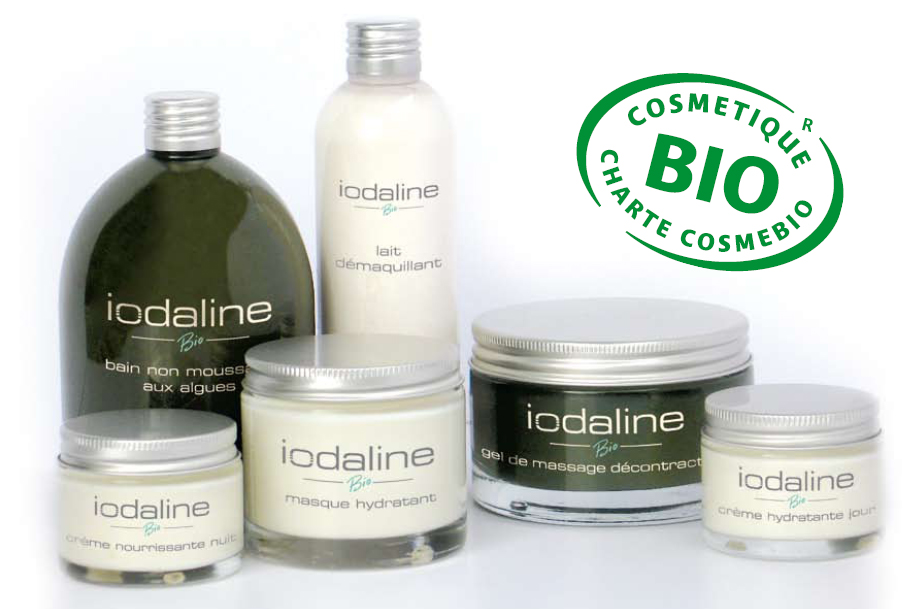 COSMETIQUE
R
BIO
CHARTE COSMEBIO
iodaline
Bio
lait
démaquillant
iodaline
Bio
bain non mouss
aux algues
iodaline
Bio
masque hydratant
iodaline
Bio
gel de massage décontract
iodaline
Bio
crème nourrissante nuit
iodaline
Bio
crème hydratante jour